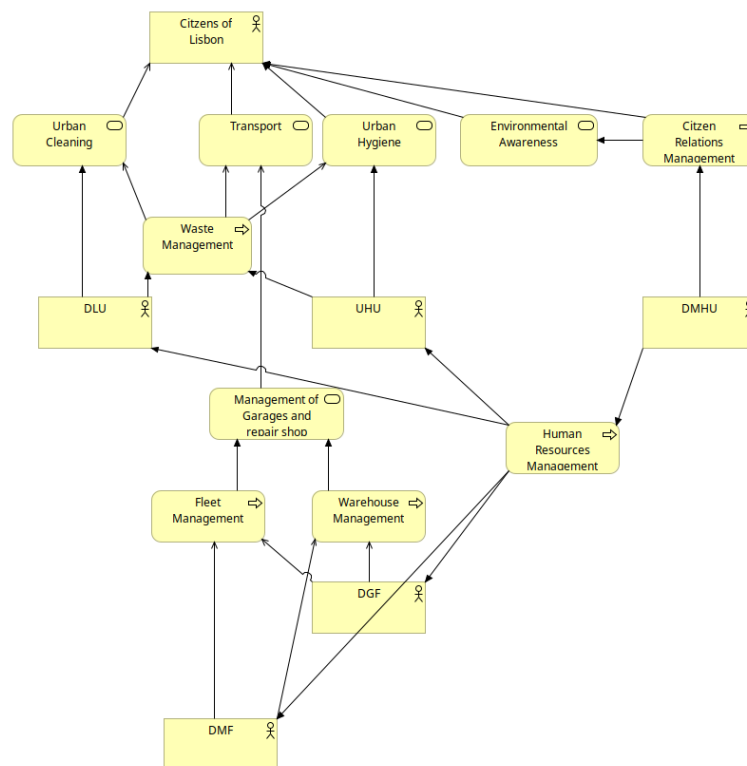 Citzens of
Lisbon
Urban
Cleaning
Transport
Urban
Hygiene
Environmental
Awareness
Citzen
Relations
Management
Waste
Management
DLU
UHU
DMHU
Management of
Garages and
repair shop
Human
Resources
Management
Fleet
Management
Warehouse
Management
DGF
DMF